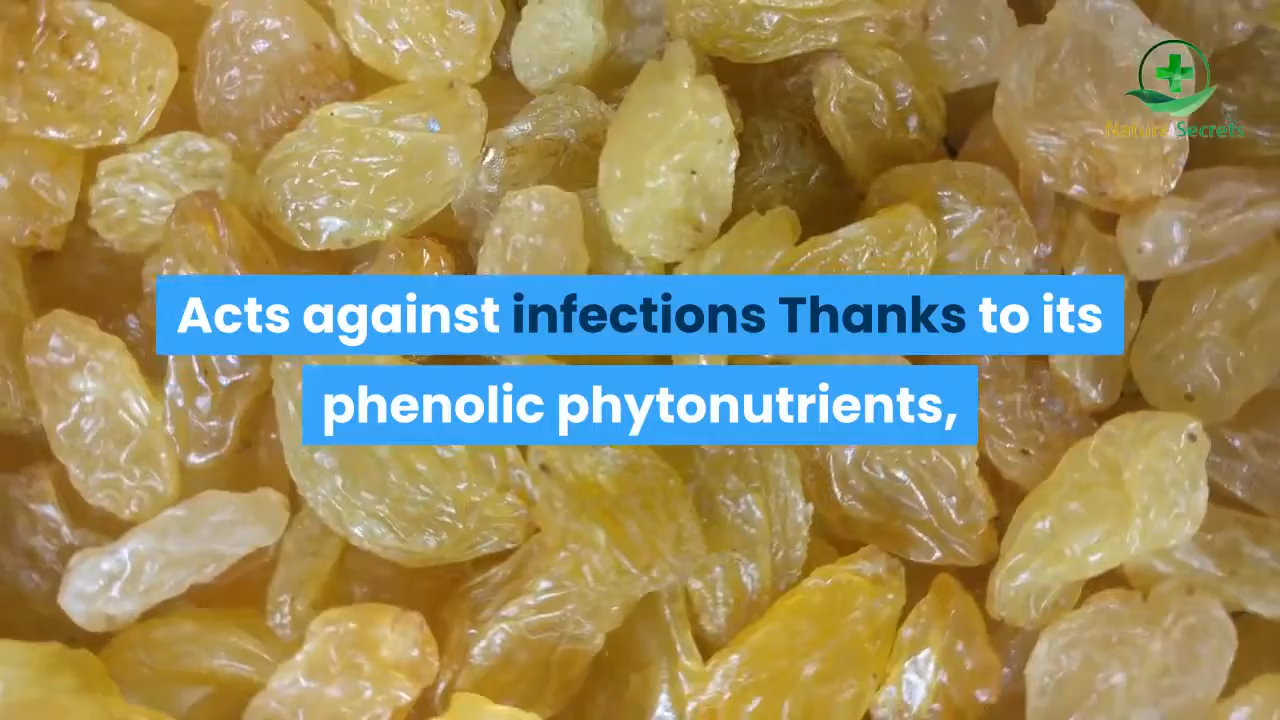 Nature Secrets
Acts against infections Thanks to its
phenolic phytonutrients,